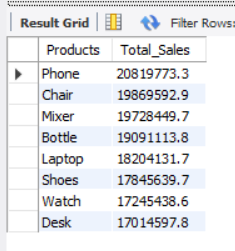 Result Grid Filter Rows:
Products Total_Sales
Phone 20819773.3
Chair 19869592.9
Mixer 19728449.7
Bottle 19091113.8
Laptop 18204131.7
Shoes 17845639.7
Watch 17245438.6
Desk 17014597.8